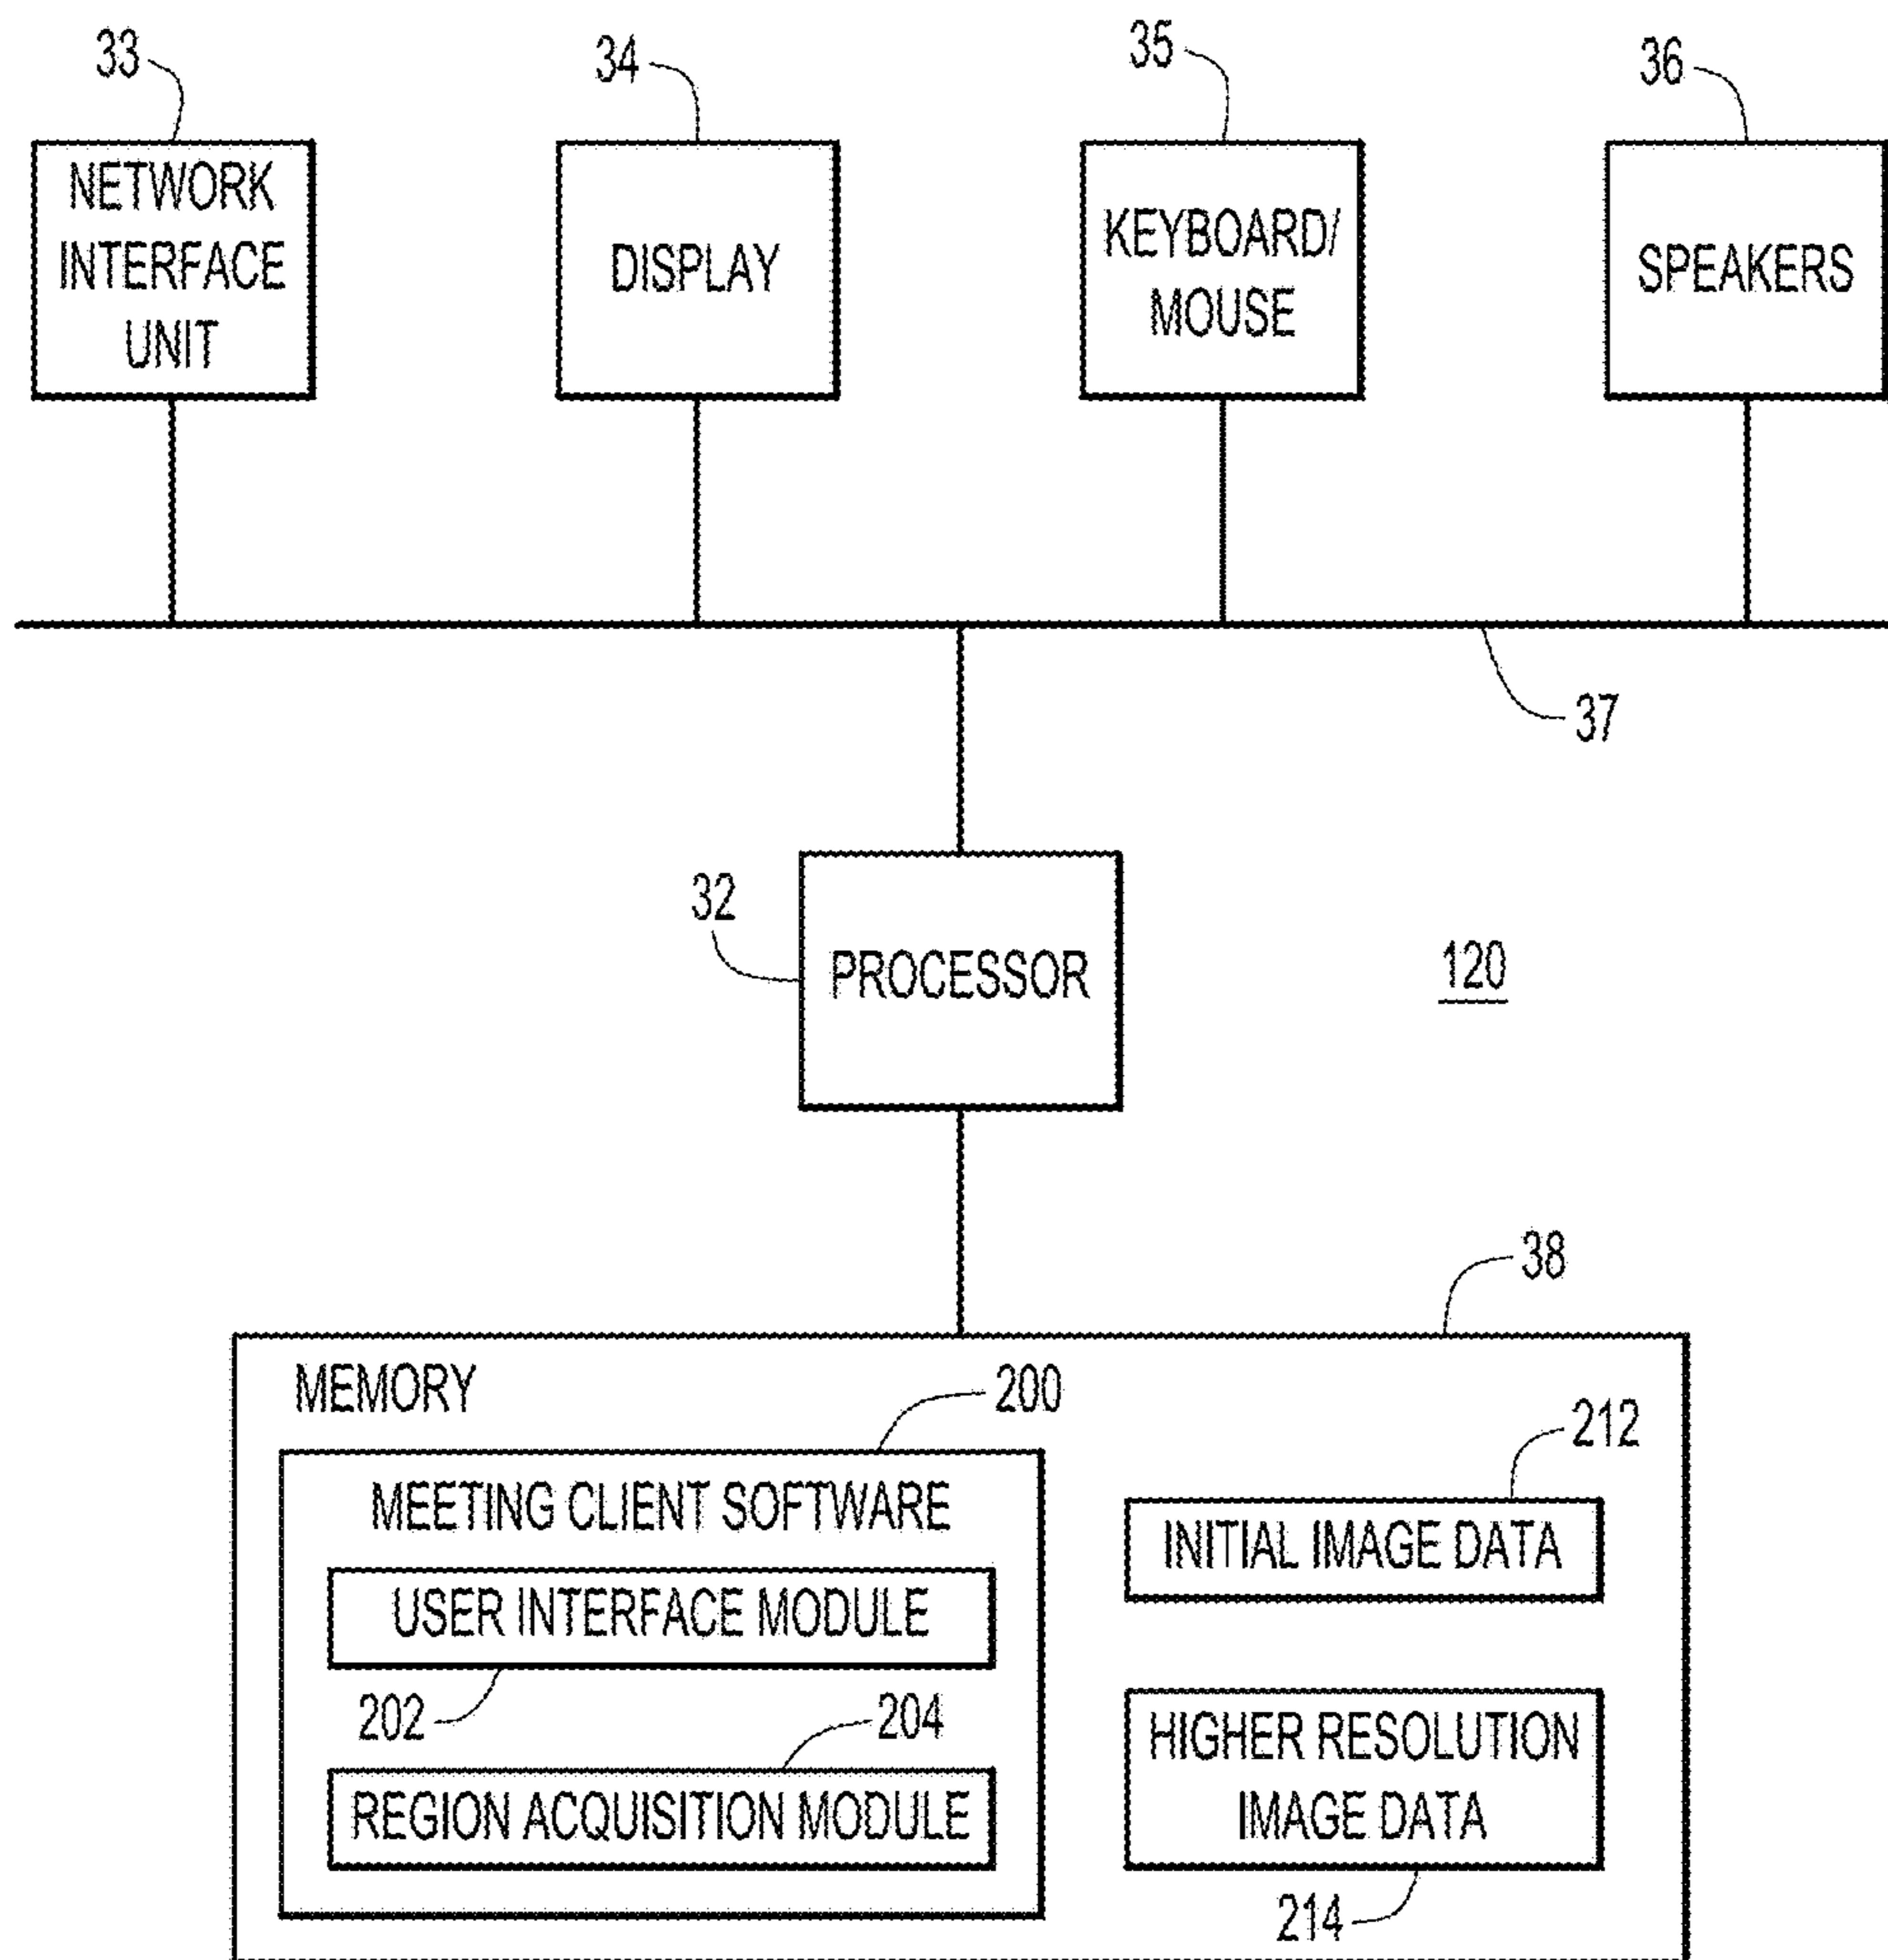 33
34
35
36
NETWORK
INTERFACE
UNIT
DISPLAY
KEYBOARD/
MOUSE
SPEAKERS
37
32
PROCESSOR
120
38
MEMORY
200
212
MEETING CLIENT SOFTWARE
INITIAL IMAGE DATA
USER INTERFACE MODULE
202
204
HIGHER RESOLUTION
IMAGE DATA
REGION ACQUISITION MODULE
214